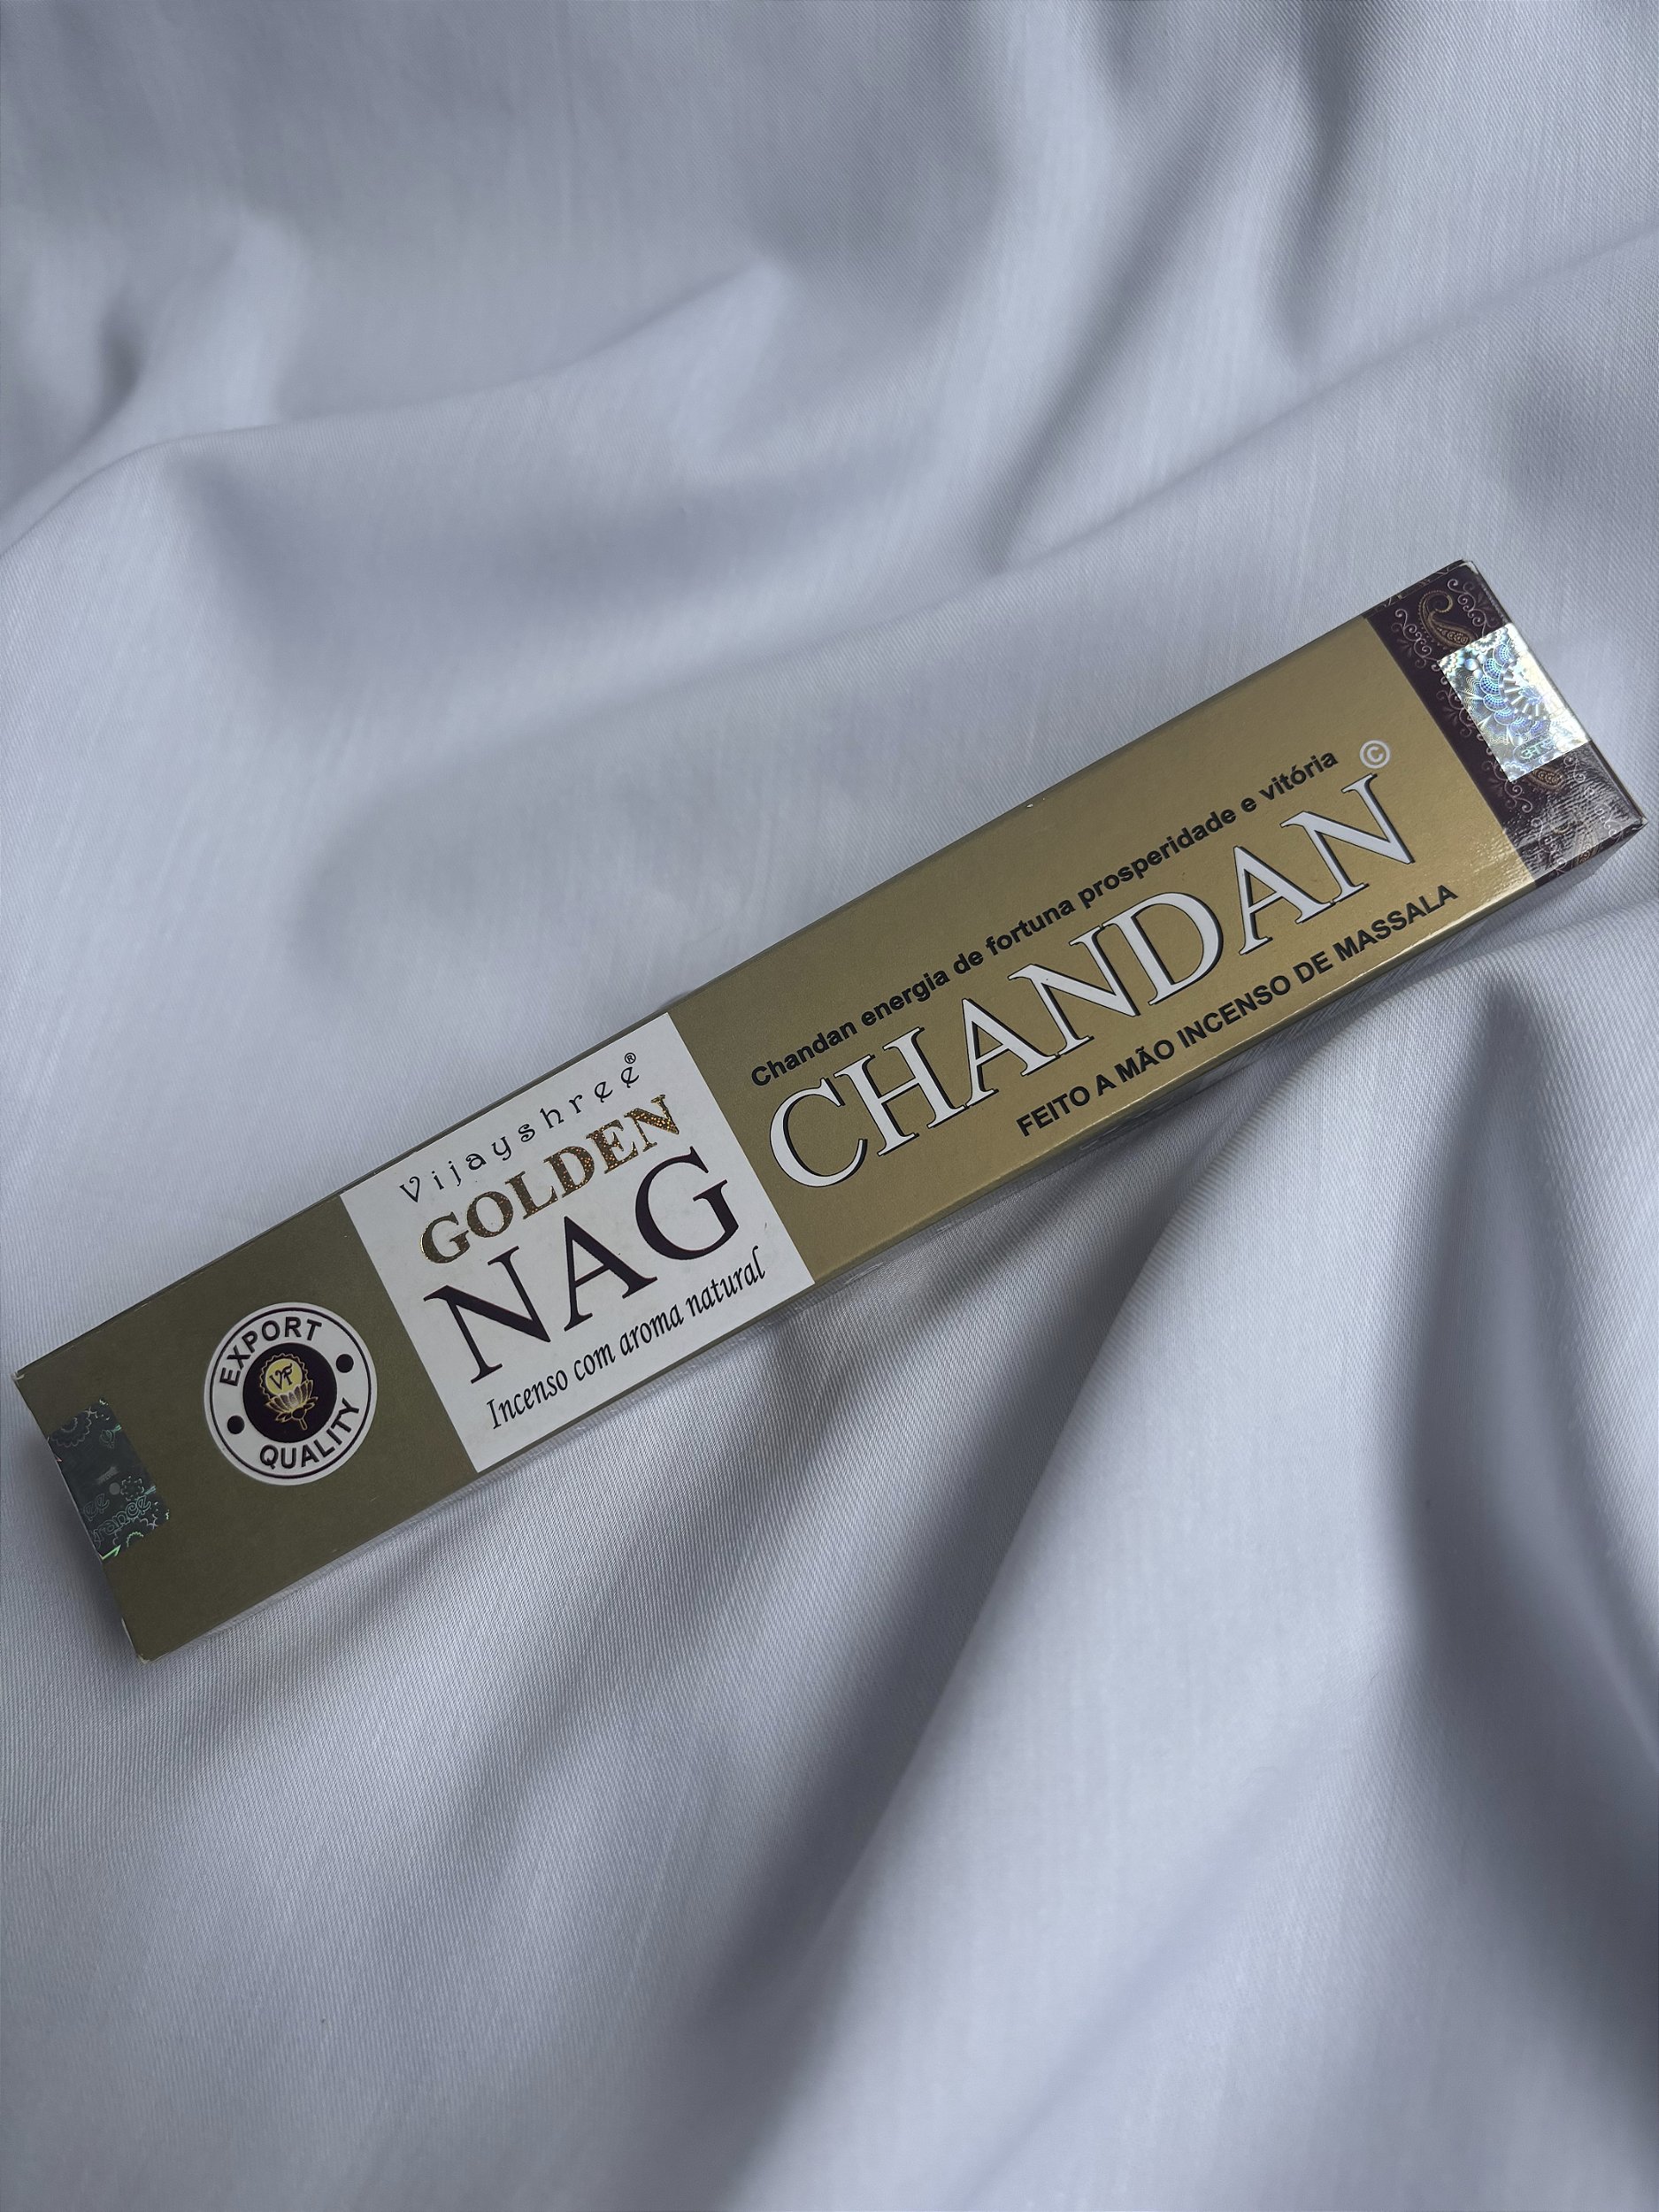 EXPORT
VF
QUALITY
Vijayshree®
GOLDEN
NAG
Incenso com aroma natural
Chandan energia de fortuna prosperidade e vitória
CHANDAN©
FEITO A MÃO INCENSO DE MASSALA